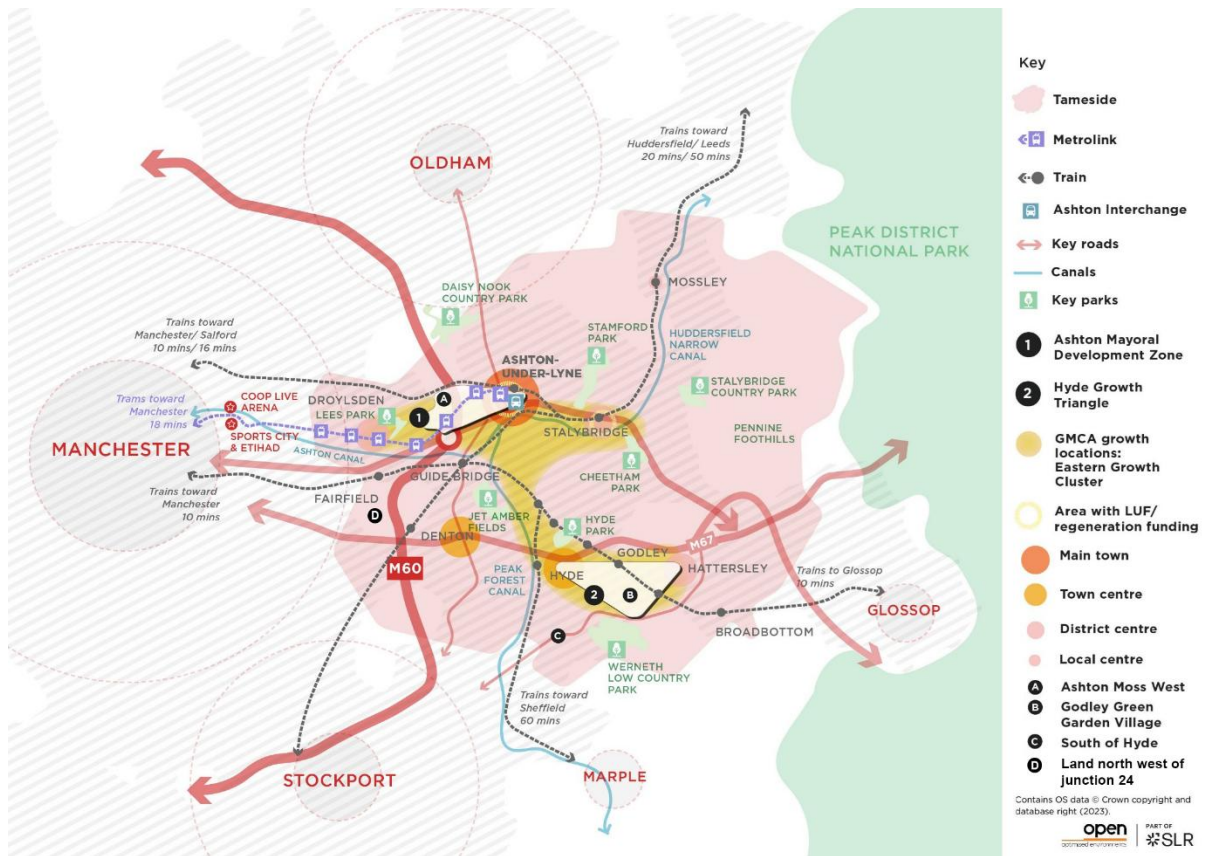 Trains toward
Huddersfield/ Leeds
20 mins/ 50 mins
OLDHAM
PEAK DISTRICT
NATIONAL PARK
MOSSLEY
DAISY NOOK
COUNTRY PARK
STAMFORD
PARK
HUDDERSFIELD
NARROW
CANAL
Trains toward
Manchester/ Salford
10 mins/ 16 mins
ASHTON-
UNDER-LYNE
STALYBRIDGE
COUNTRY PARK
A
DROYLSDEN
Trams toward
Manchester
18 mins
COOP LIVE
ARENA
LEES PARK
1
SPORTS CITY
& ETIHAD
STALYBRIDGE
PENNINE
FOOTHILLS
MANCHESTER
ASHTON CANAL
GUIDE BRIDGE
CHEETHAM
PARK
Trains toward
Manchester
10 mins
FAIRFIELD
D
JET AMBER
FIELDS
HYDE
PARK
DENTON
M67
GODLEY
HATTERSLEY
M60
PEAK
FOREST
CANAL
HYDE
2
B
Trains to Glossop
10 mins
GLOSSOP
BROADBOTTOM
C
WERNETH
LOW COUNTRY
PARK
Trains toward
Sheffield
60 mins
STOCKPORT
MARPLE
Key
Tameside
Metrolink
Train
Ashton Interchange
Key roads
Canals
Key parks
1
Ashton Mayoral
Development Zone
2
Hyde Growth
Triangle
GMCA growth
locations:
Eastern Growth
Cluster
Area with LUF/
regeneration funding
Main town
Town centre
District centre
Local centre
A
Ashton Moss West
B
Godley Green
Garden Village
C
South of Hyde
D
Land north west of
junction 24
Contains OS data © Crown copyright and
database right (2023).
open
optimised environments
PART OF
SLR